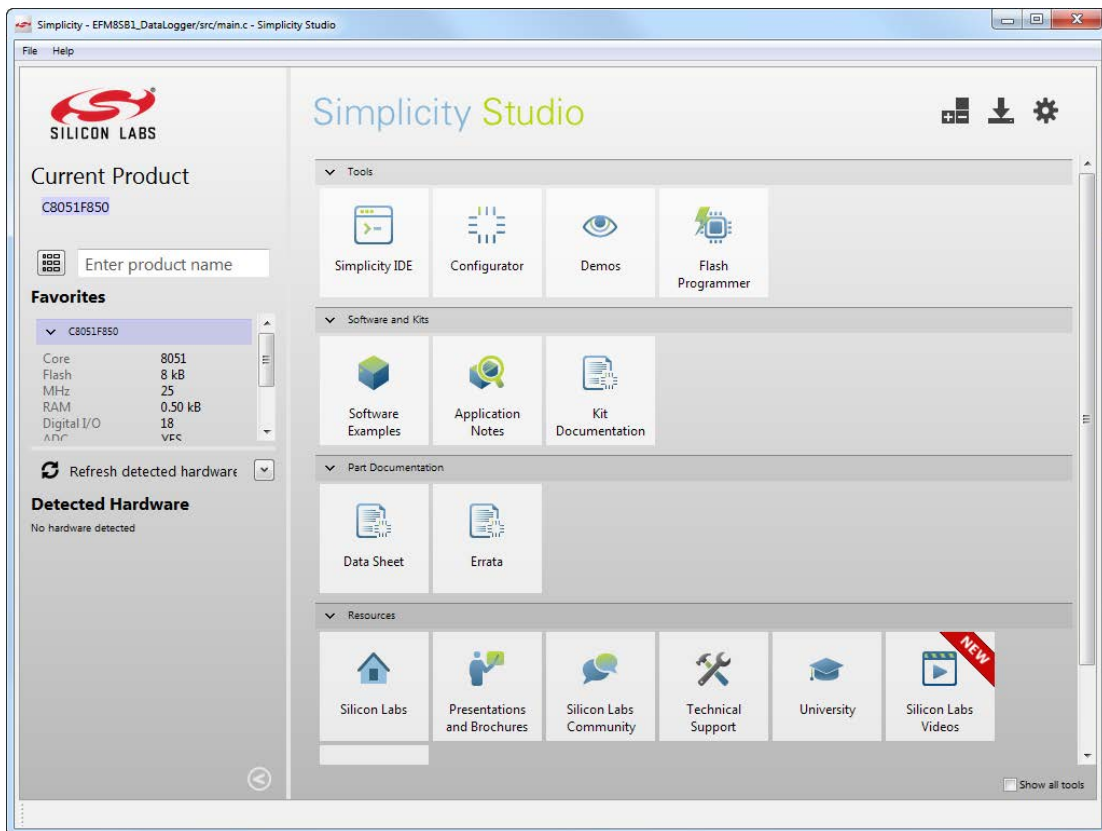 Simplicity - EFM8SB1_DataLogger/src/main.c - Simplicity Studio
File Help
SILICON LABS
Simplicity Studio
Current Product
C8051F850
Enter product name
Favorites
C8051F850
Core 8051
Flash 8 kB
MHz 25
RAM 0.50 kB
Digital I/O 18
ADC YES
Refresh detected hardware
Detected Hardware
No hardware detected
Tools
Simplicity IDE
Configurator
Demos
Flash
Programmer
Software and Kits
Software
Examples
Application
Notes
Kit
Documentation
Part Documentation
Data Sheet
Errata
Resources
Silicon Labs
Presentations
and Brochures
Silicon Labs
Community
Technical
Support
University
NEW
Silicon Labs
Videos
Show all tools